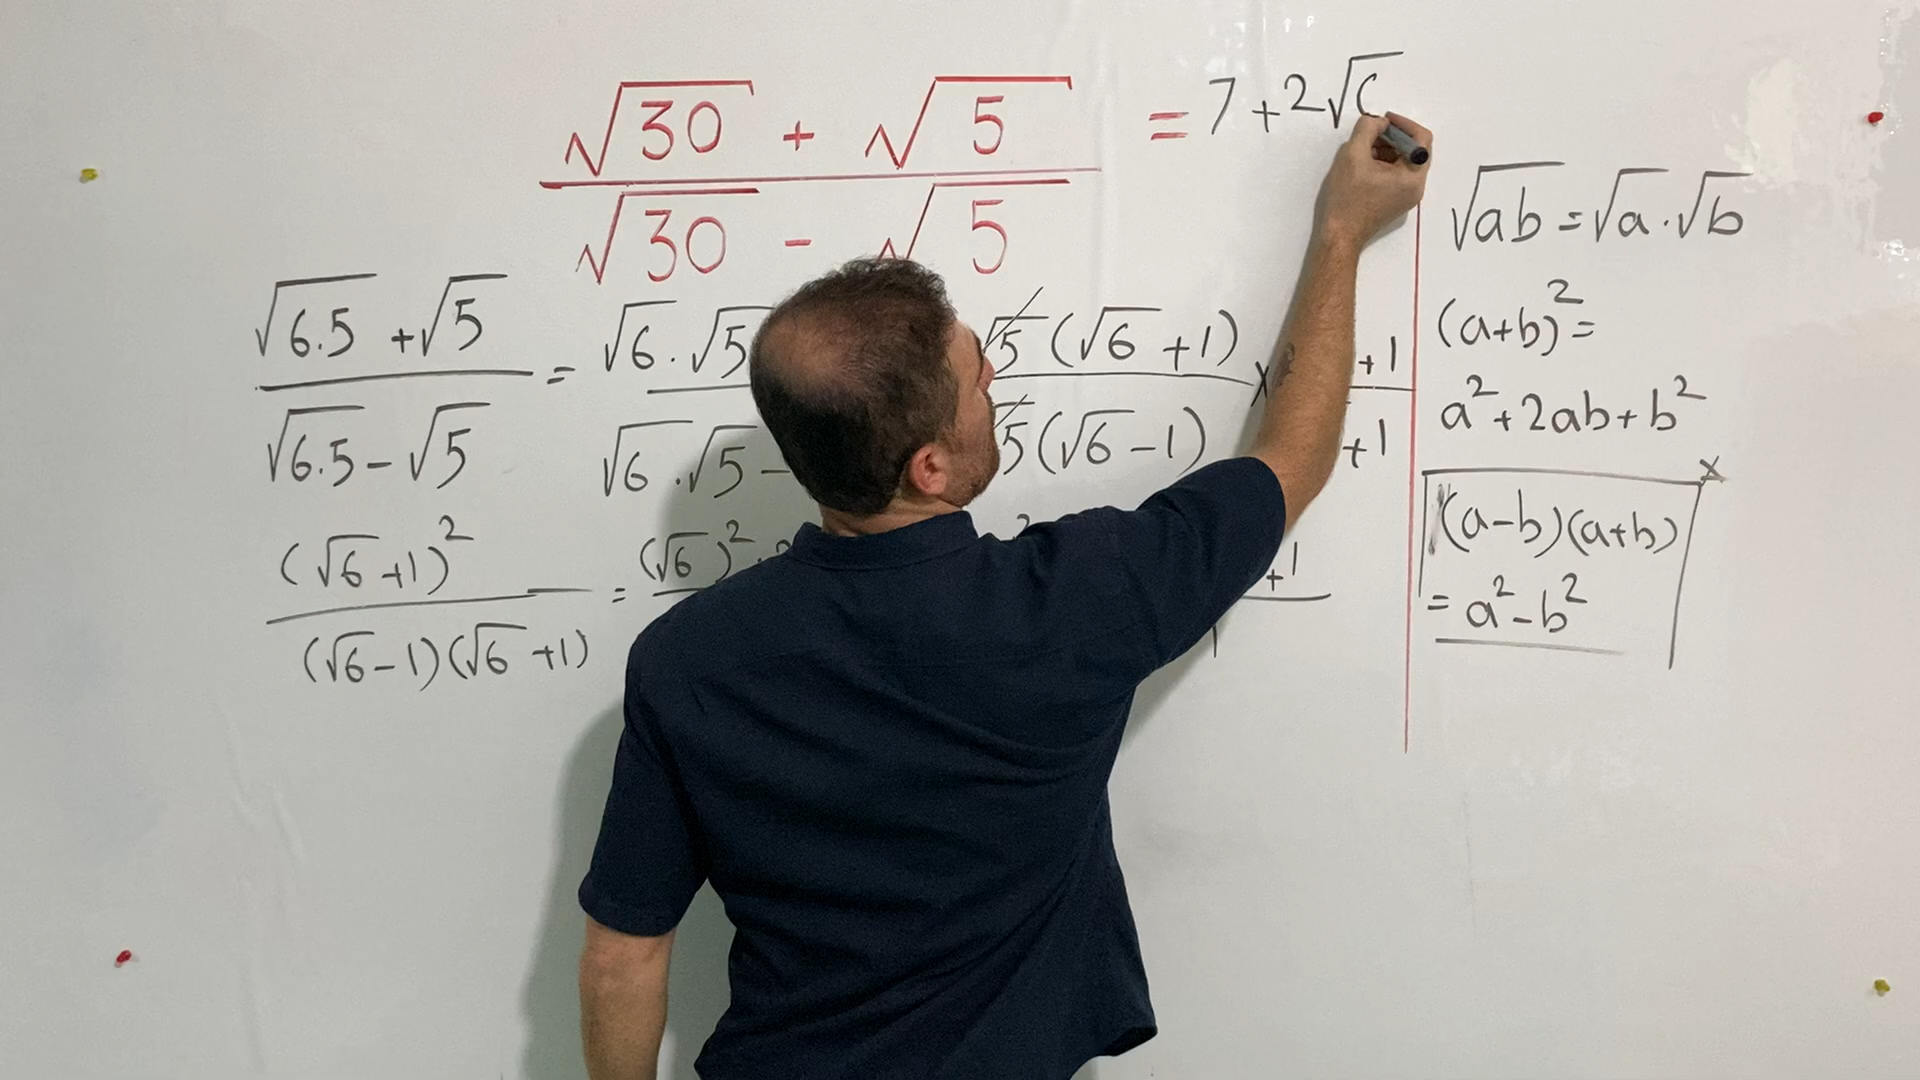 √30 + √5 / √30 - √5 = 7 + 2√
√6.5 + √5 / √6.5 - √5 = √6 . √5 / √6 . √5 - √5 (√6 + 1) / √5 (√6 - 1) × + 1 / + 1
(√6 + 1)² / (√6 - 1)(√6 + 1) = (√6)² + 1 / 1
√ab = √a . √b
(a+b)² =
a² + 2ab + b²
(a-b)(a+b)
= a² - b²
×